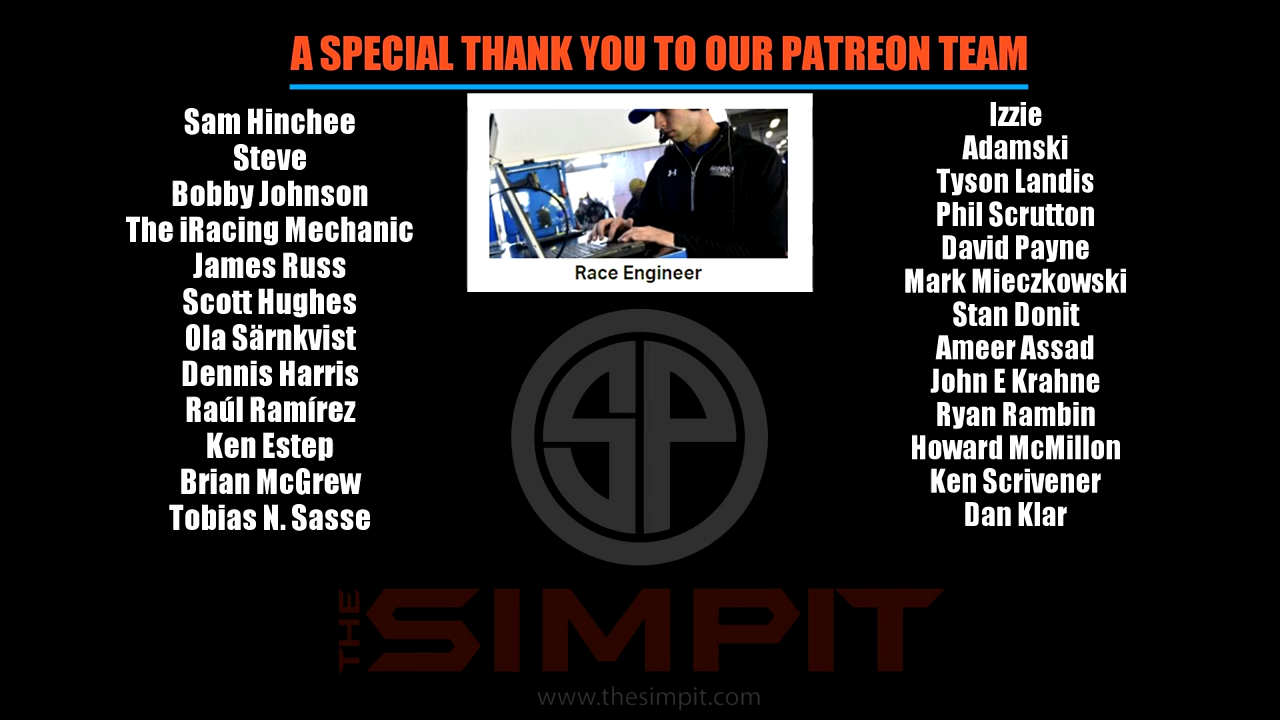 A SPECIAL THANK YOU TO OUR PATREON TEAM
Sam Hinchee
Steve
Bobby Johnson
The iRacing Mechanic
James Russ
Scott Hughes
Ola Särnkvist
Dennis Harris
Raúl Ramírez
Ken Estep
Brian McGrew
Tobias N. Sasse
Race Engineer
Izzie
Adamski
Tyson Landis
Phil Scrutton
David Payne
Mark Mieczkowski
Stan Donit
Ameer Assad
John E Krahne
Ryan Rambin
Howard McMillon
Ken Scrivener
Dan Klar
SP
THE SIMPIT
www.thesimpit.com